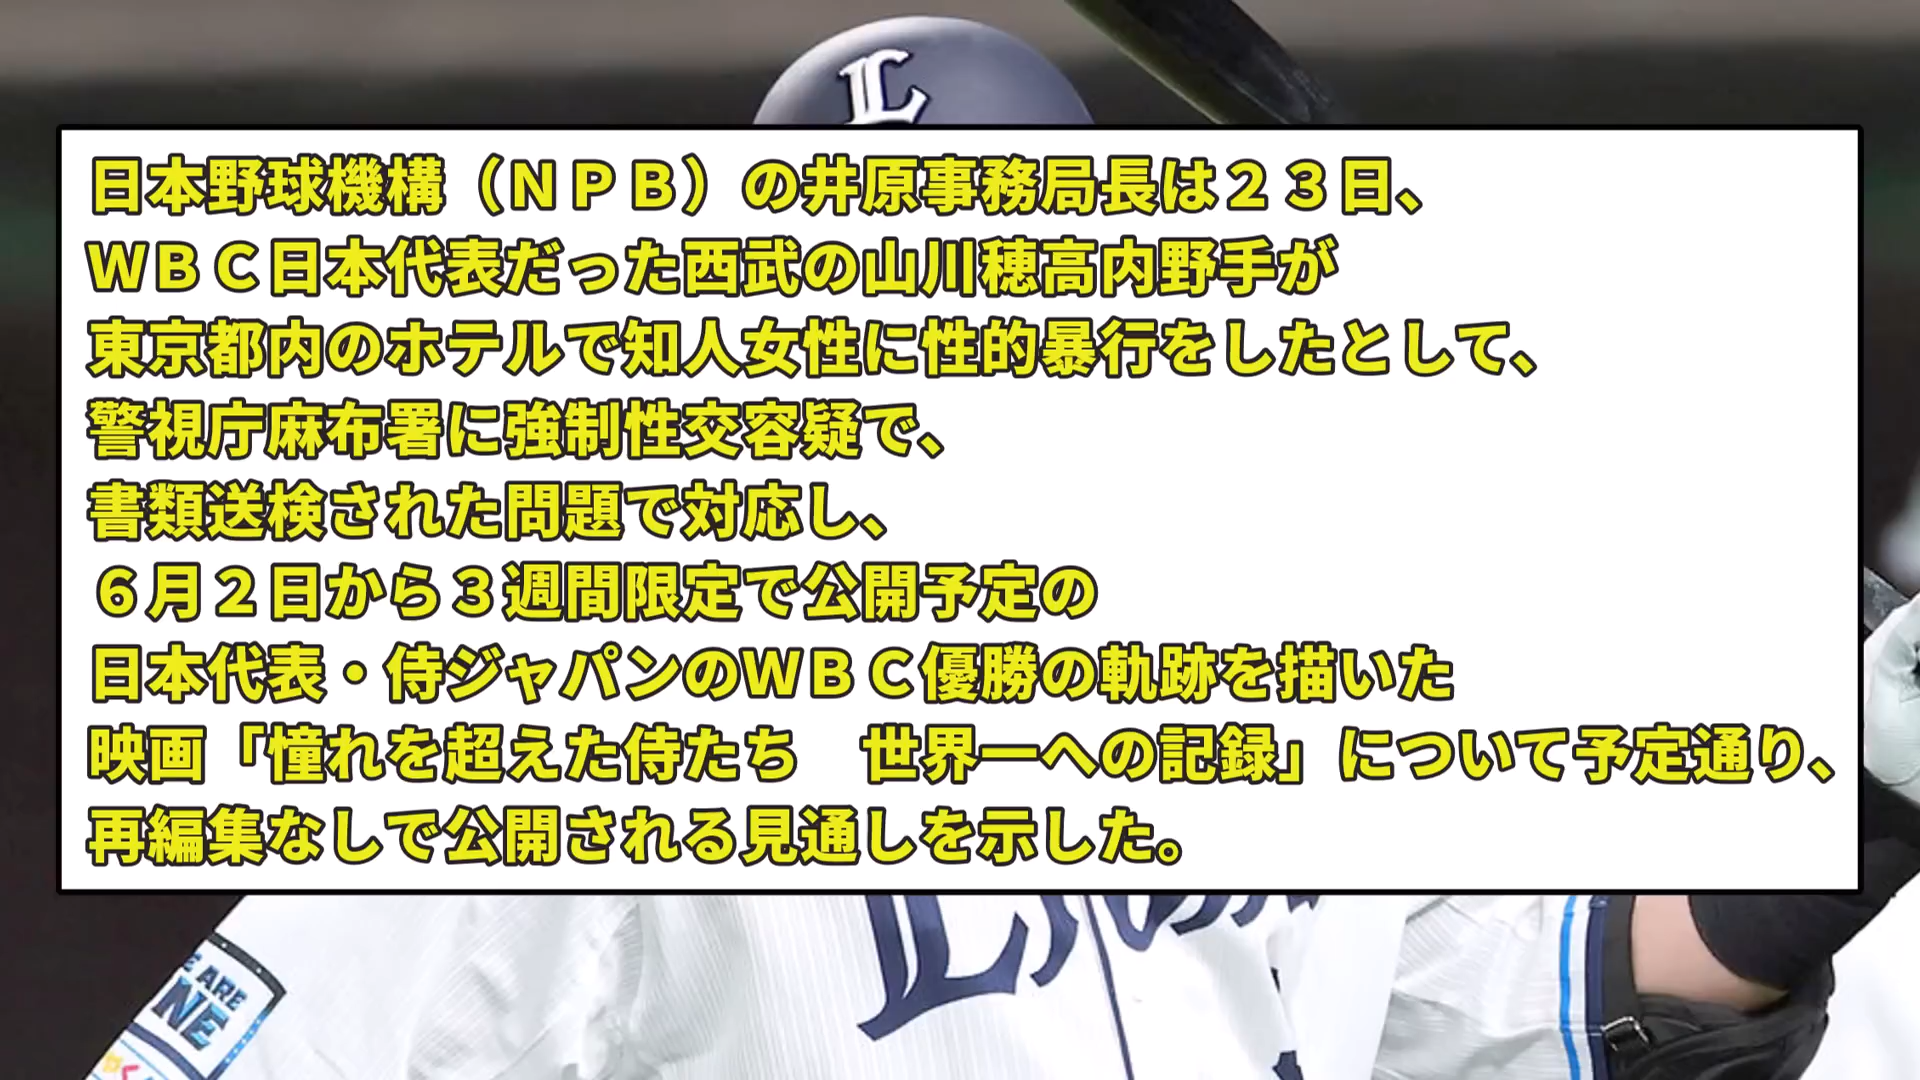 L
日本野球機構（ＮＰＢ）の井原事務局長は２３日、
ＷＢＣ日本代表だった西武の山川穂高内野手が
東京都内のホテルで知人女性に性的暴行をしたとして、
警視庁麻布署に強制性交容疑で、
書類送検された問題で対応し、
６月２日から３週間限定で公開予定の
日本代表・侍ジャパンのＷＢＣ優勝の軌跡を描いた
映画「憧れを超えた侍たち　世界一への記録」について予定通り、
再編集なしで公開される見通しを示した。
ARE